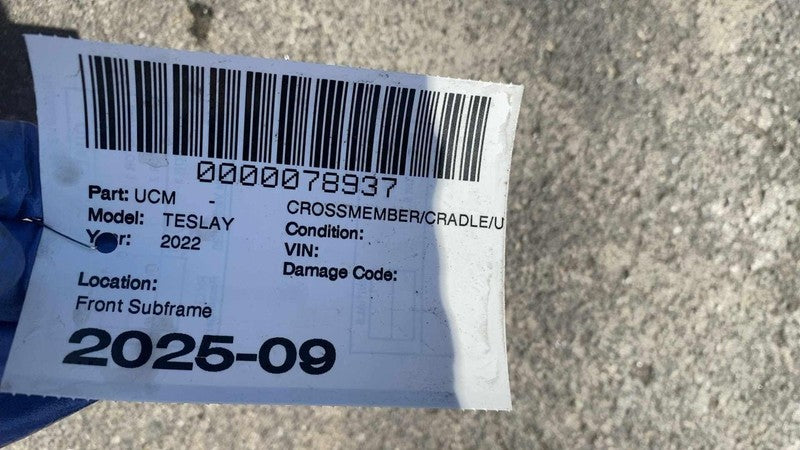 0000078937
Part: UCM - CROSSMEMBER/CRADLE/U
Model: TESLAY Condition:
Year: 2022 VIN:
Damage Code:
Location:
Front Subframe
2025-09